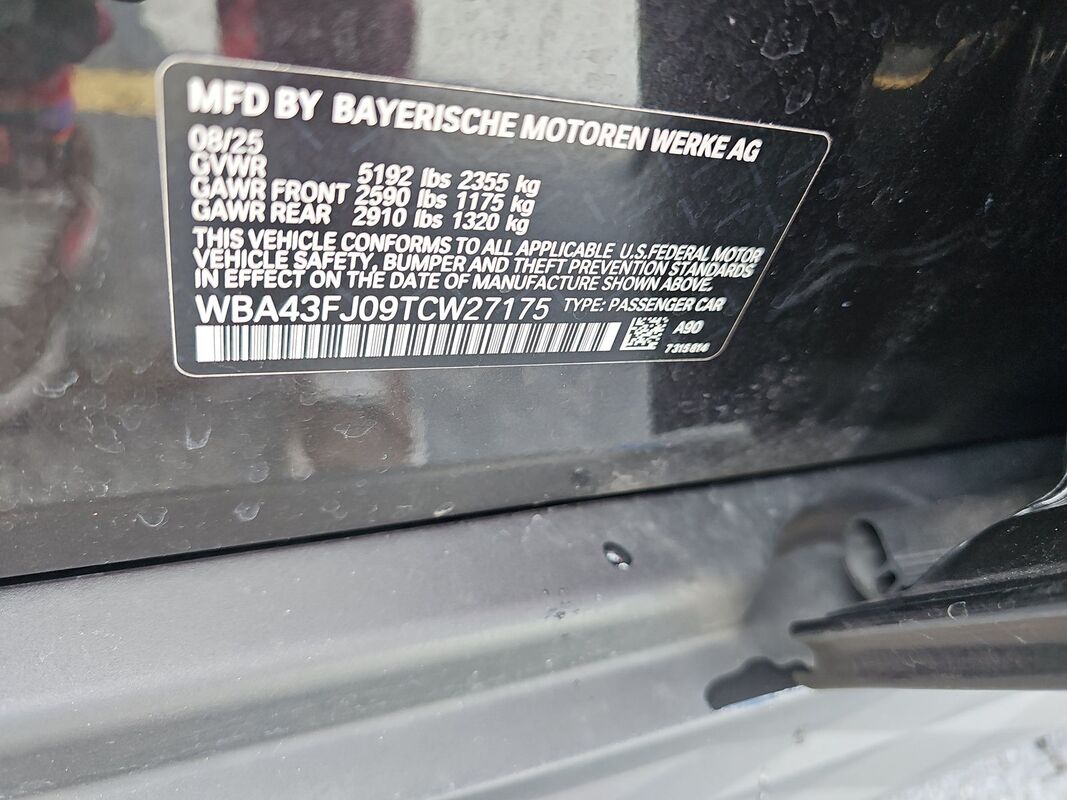 MFD BY BAYERISCHE MOTOREN WERKE AG
08/25
GVWR 5192 lbs 2355 kg
GAWR FRONT 2590 lbs 1175 kg
GAWR REAR 2910 lbs 1320 kg
THIS VEHICLE CONFORMS TO ALL APPLICABLE U.S.FEDERAL MOTOR
VEHICLE SAFETY, BUMPER AND THEFT PREVENTION STANDARDS
IN EFFECT ON THE DATE OF MANUFACTURE SHOWN ABOVE.
WBA43FJ09TCW27175 TYPE: PASSENGER CAR
A90
7315614